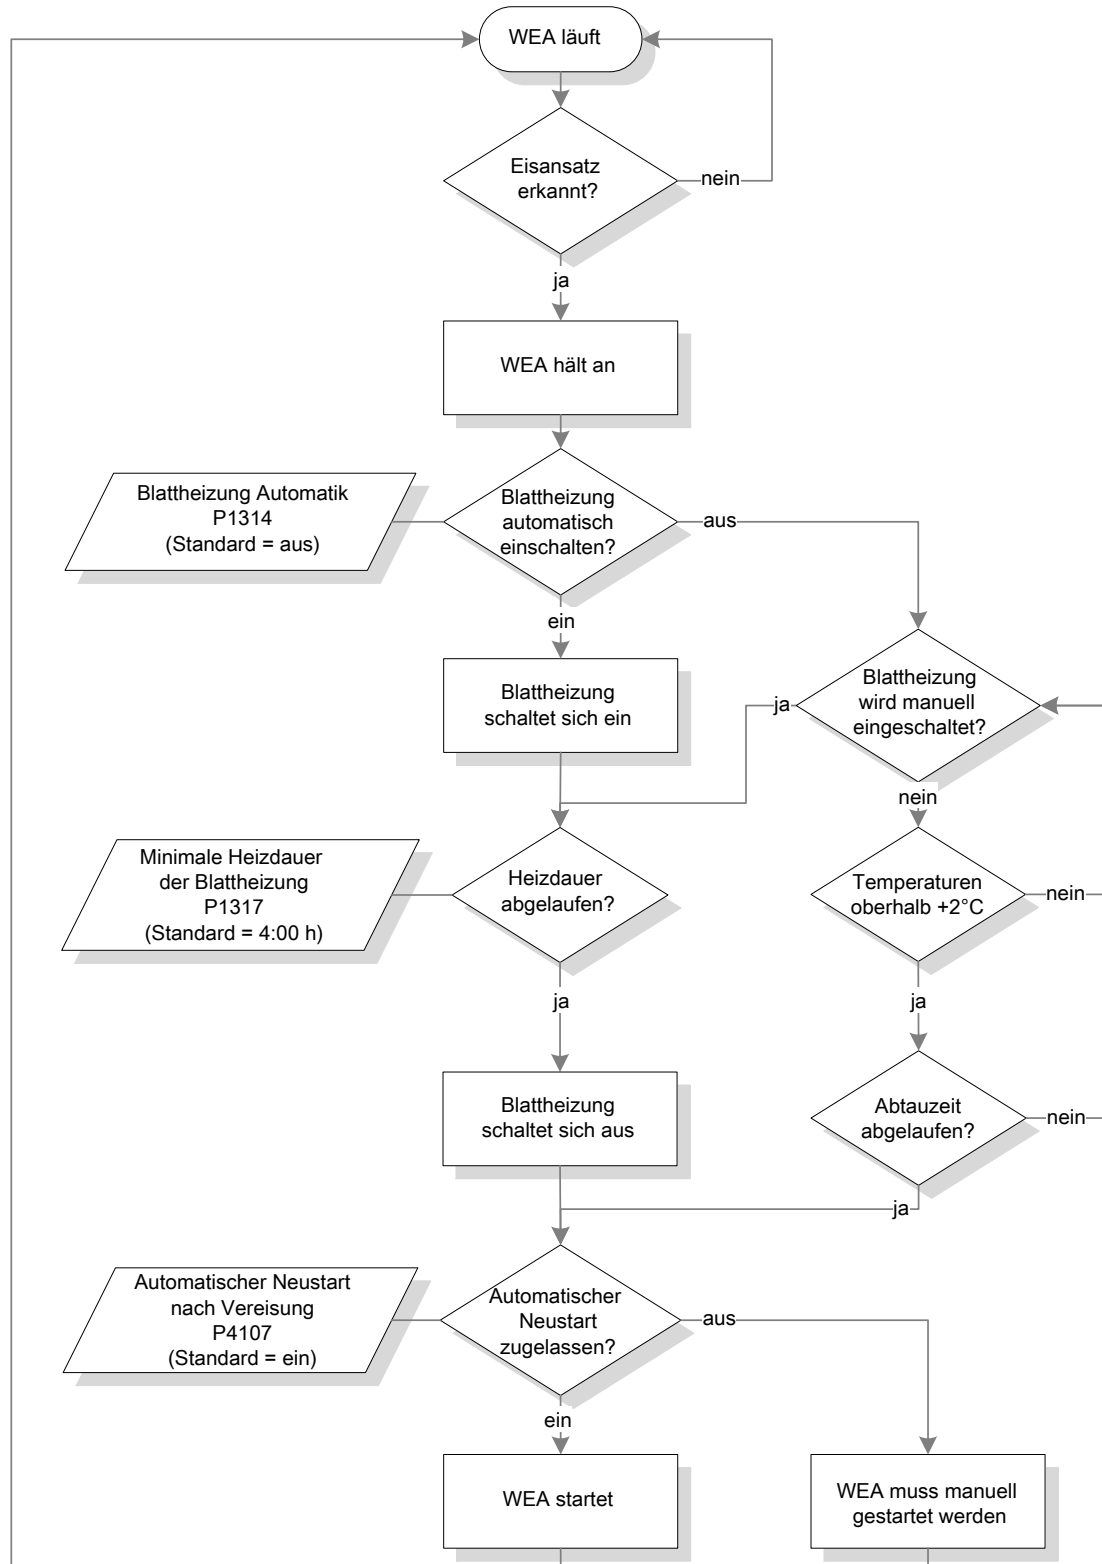 WEA läuft
Eisansatz
erkannt?
nein
ja
WEA hält an
Blattheizung Automatik
P1314
(Standard = aus)
Blattheizung
automatisch
einschalten?
aus
ein
Blattheizung
schaltet sich ein
Blattheizung
wird manuell
eingeschaltet?
ja
nein
Minimale Heizdauer
der Blattheizung
P1317
(Standard = 4:00 h)
Heizdauer
abgelaufen?
Temperaturen
oberhalb +2°C
nein
ja
ja
Blattheizung
schaltet sich aus
Abtauzeit
abgelaufen?
nein
ja
Automatischer Neustart
nach Vereisung
P4107
(Standard = ein)
Automatischer
Neustart
zugelassen?
aus
ein
WEA startet
WEA muss manuell
gestartet werden